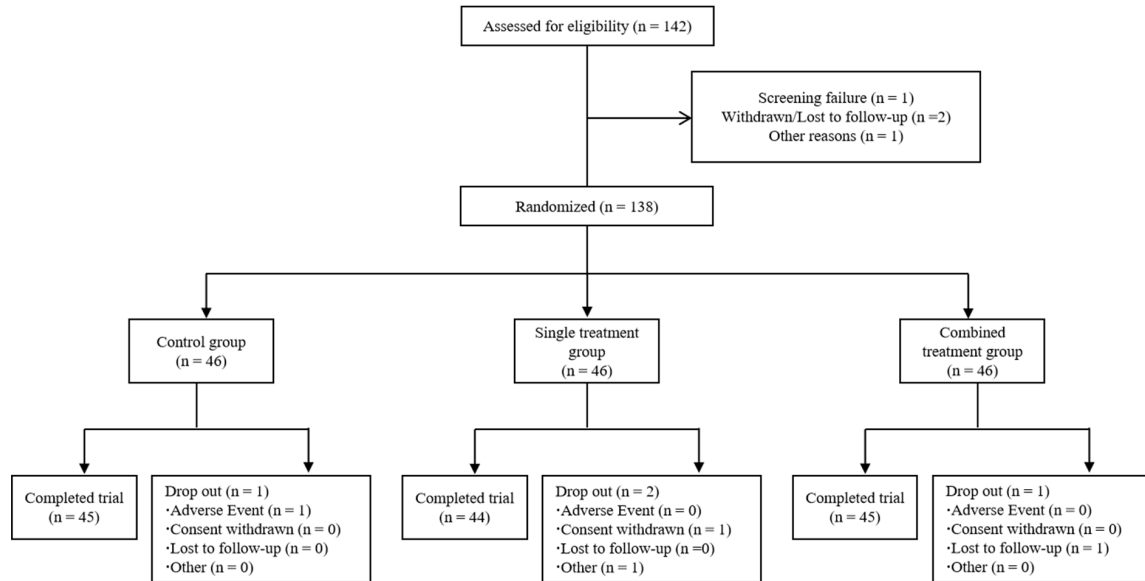 Assessed for eligibility (n = 142)
Screening failure (n = 1)
Withdrawn/Lost to follow-up (n =2)
Other reasons (n = 1)
Randomized (n = 138)
Control group
(n = 46)
Single treatment
group
(n = 46)
Combined
treatment group
(n = 46)
Completed trial
(n = 45)
Drop out (n = 1)
·Adverse Event (n = 1)
·Consent withdrawn (n = 0)
·Lost to follow-up (n = 0)
·Other (n = 0)
Completed trial
(n = 44)
Drop out (n = 2)
·Adverse Event (n = 0)
·Consent withdrawn (n = 1)
·Lost to follow-up (n =0)
·Other (n = 1)
Completed trial
(n = 45)
Drop out (n = 1)
·Adverse Event (n = 0)
·Consent withdrawn (n = 0)
·Lost to follow-up (n = 1)
·Other (n = 0)